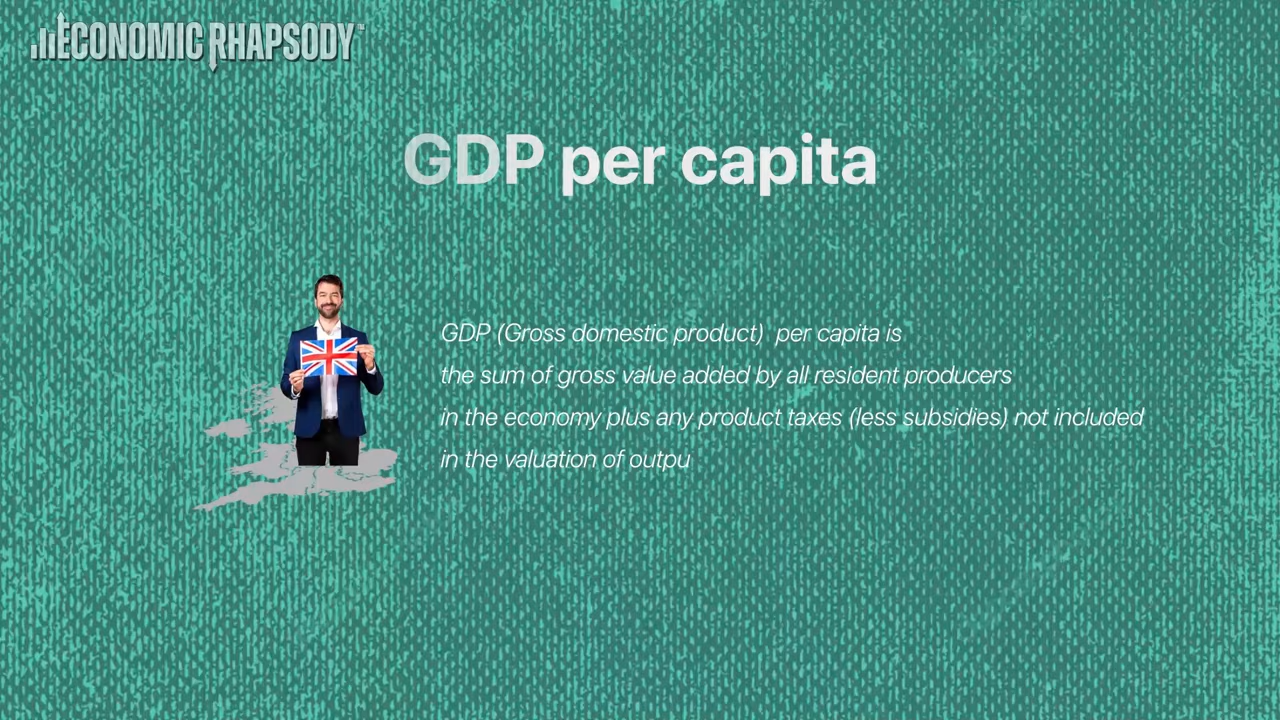 ECONOMIC RHAPSODY™
GDP per capita
GDP (Gross domestic product) per capita is
the sum of gross value added by all resident producers
in the economy plus any product taxes (less subsidies) not included
in the valuation of outpu